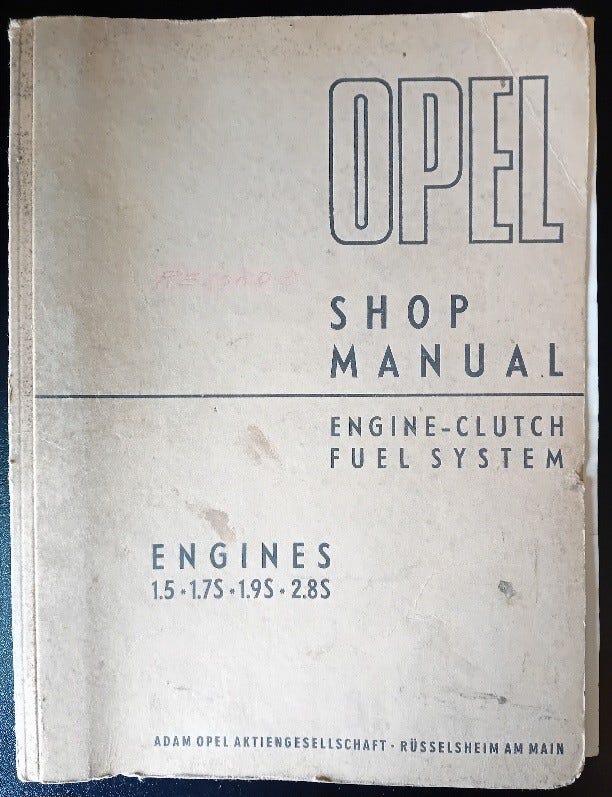 OPEL
SHOP
MANUAL
ENGINE-CLUTCH
FUEL SYSTEM
ENGINES
1.5 • 1.7S • 1.9S • 2.8S
ADAM OPEL AKTIENGESELLSCHAFT • RÜSSELSHEIM AM MAIN